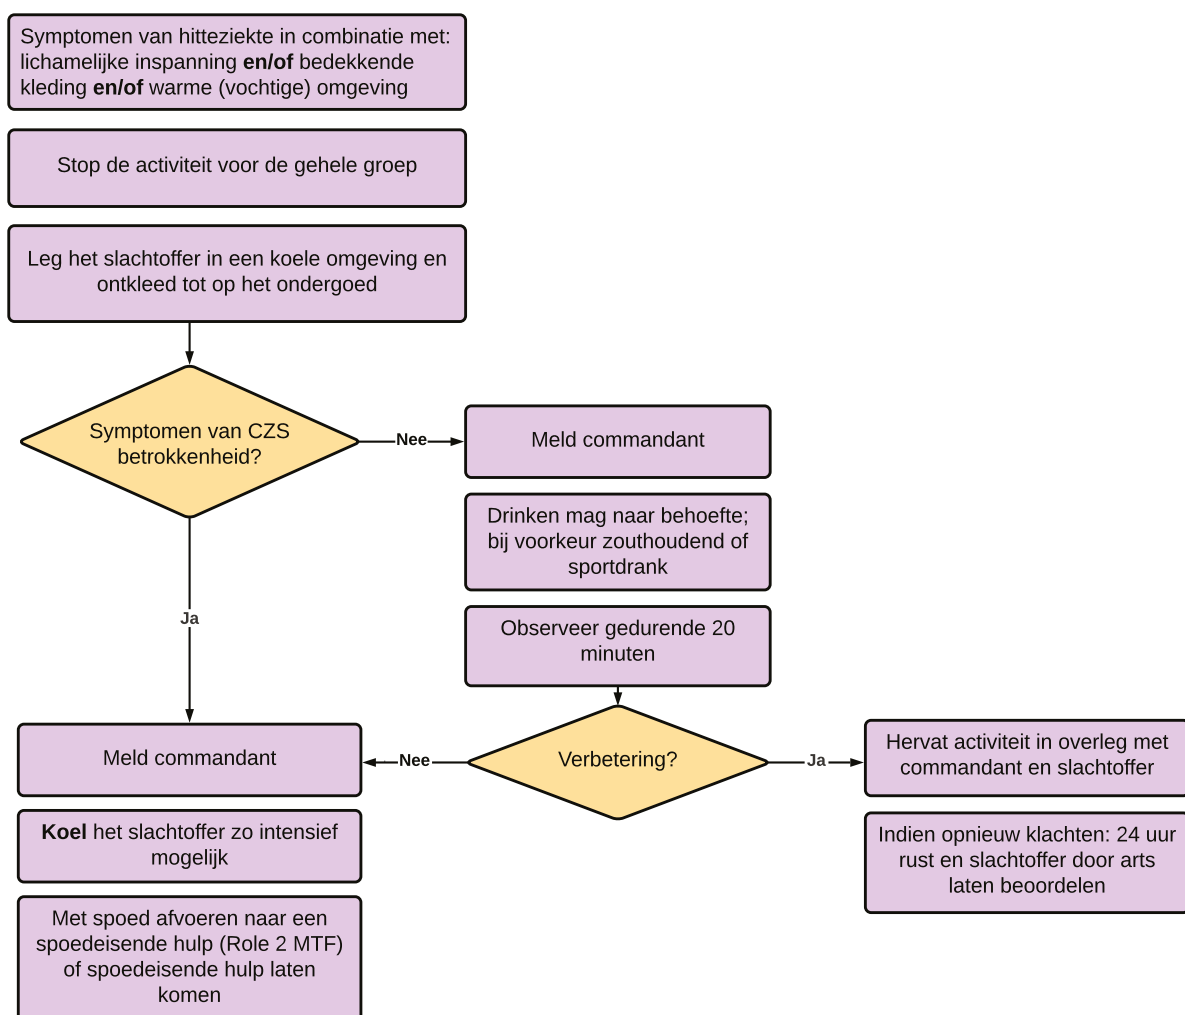 Symptomen van hitteziekte in combinatie met:
lichamelijke inspanning en/of bedekkende
kleding en/of warme (vochtige) omgeving
Stop de activiteit voor de gehele groep
Leg het slachtoffer in een koele omgeving en
ontkleed tot op het ondergoed
Symptomen van CZS
betrokkenheid?
Nee
Meld commandant
Drinken mag naar behoefte;
bij voorkeur zouthoudend of
sportdrank
Observeer gedurende 20
minuten
Ja
Verbetering?
Nee
Ja
Meld commandant
Koel het slachtoffer zo intensief
mogelijk
Met spoed afvoeren naar een
spoedeisende hulp (Role 2 MTF)
of spoedeisende hulp laten
komen
Hervat activiteit in overleg met
commandant en slachtoffer
Indien opnieuw klachten: 24 uur
rust en slachtoffer door arts
laten beoordelen